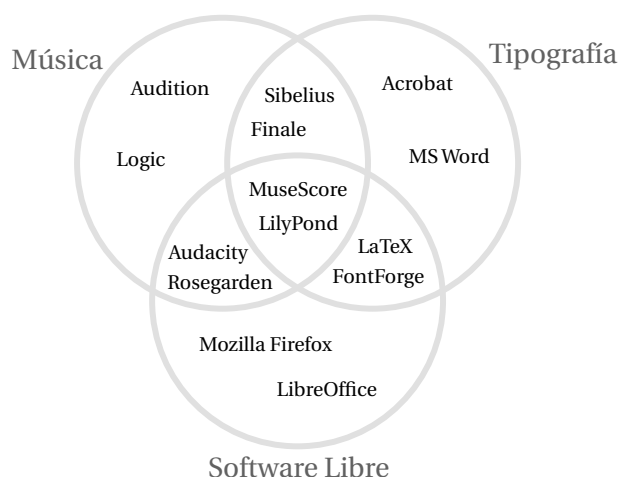 Música
Tipografía
Audition
Sibelius
Acrobat
Finale
Logic
MS Word
MuseScore
LilyPond
Audacity
LaTeX
Rosegarden
FontForge
Mozilla Firefox
LibreOffice
Software Libre